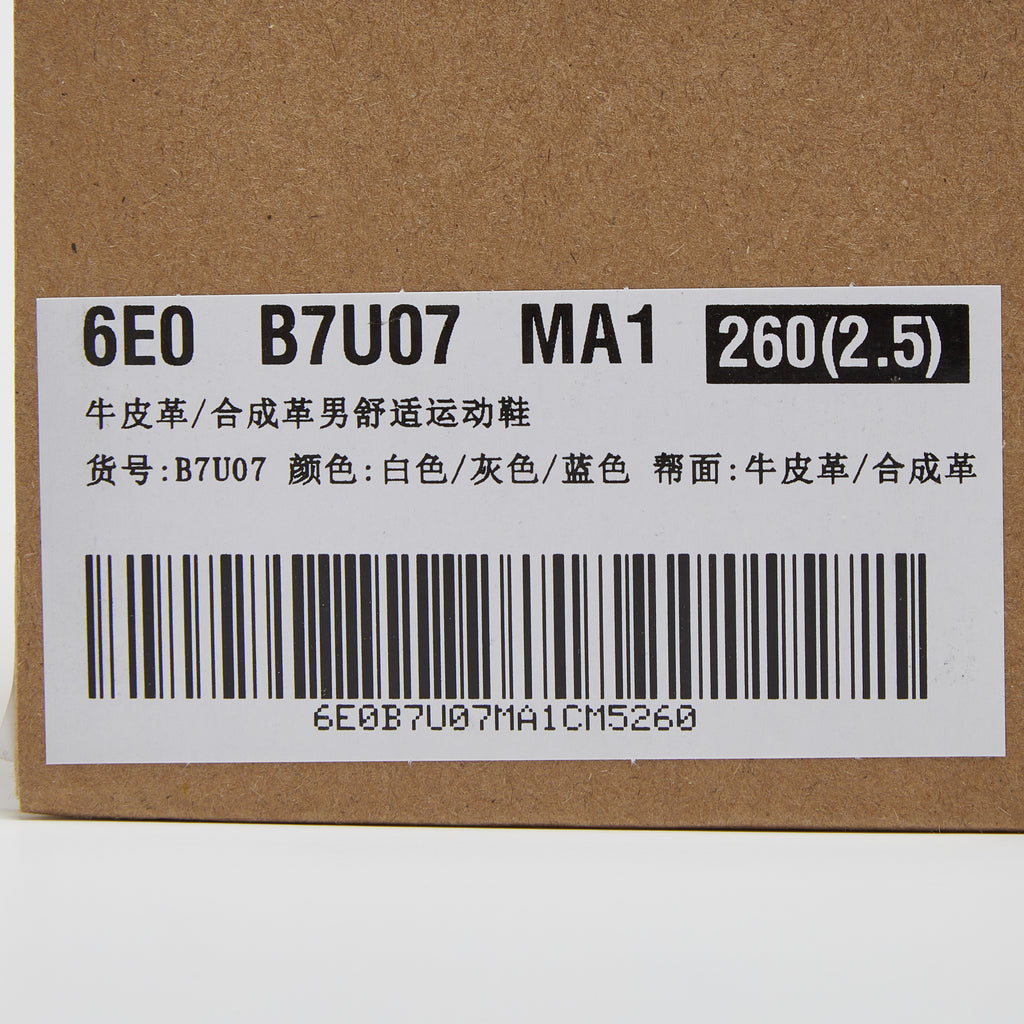 6E0 B7U07 MA1 260(2.5)
牛皮革/合成革男舒适运动鞋
货号:B7U07 颜色:白色/灰色/蓝色 帮面:牛皮革/合成革
6E0B7U07MA1CM5260